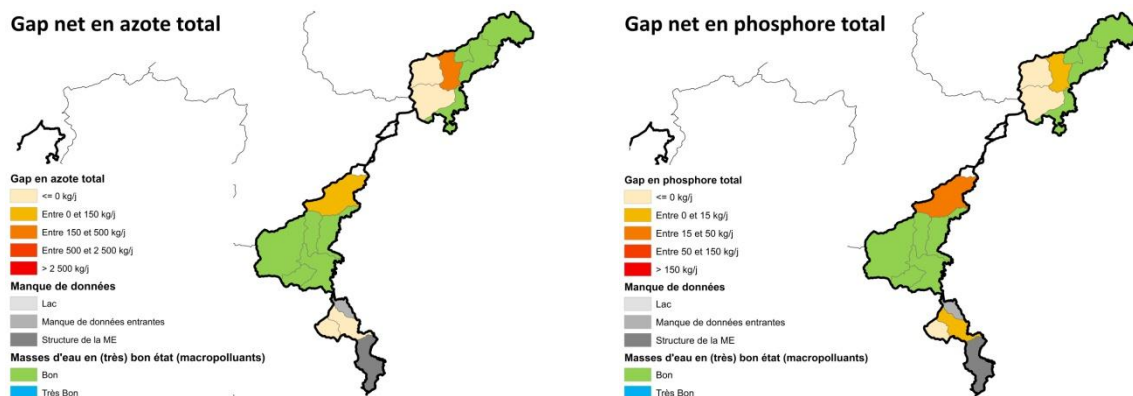 Gap net en azote total
Gap en azote total
<= 0 kg/j
Entre 0 et 150 kg/j
Entre 150 et 500 kg/j
Entre 500 et 2 500 kg/j
> 2 500 kg/j
Manque de données
Lac
Manque de données entrantes
Structure de la ME
Masses d'eau en (très) bon état (macropolluants)
Bon
Très Bon
Gap net en phosphore total
Gap en phosphore total
<= 0 kg/j
Entre 0 et 15 kg/j
Entre 15 et 50 kg/j
Entre 50 et 150 kg/j
> 150 kg/j
Manque de données
Lac
Manque de données entrantes
Structure de la ME
Masses d'eau en (très) bon état (macropolluants)
Bon
Très Bon